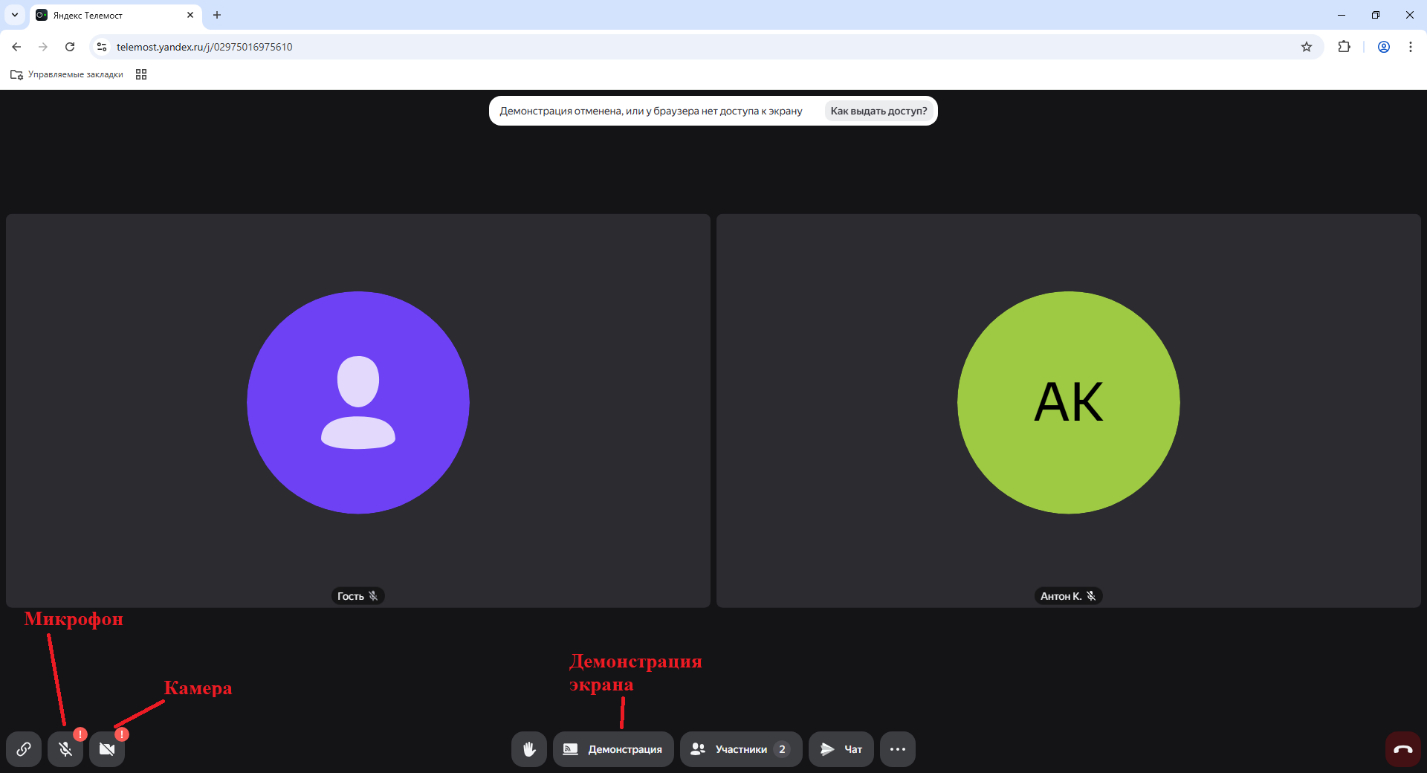 Яндекс Телемост
telemost.yandex.ru/j/02975016975610
Управляемые закладки
Демонстрация отменена, или у браузера нет доступа к экрану Как выдать доступ?
АК
Гость
Антон К.
Микрофон
Камера
Демонстрация
экрана
! ! Демонстрация Участники 2 Чат